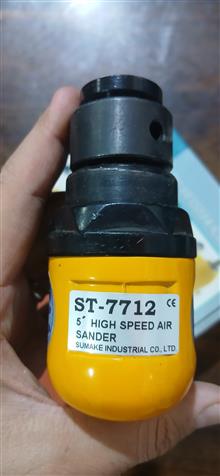 ST-7712 CE
5" HIGH SPEED AIR
SANDER
SUMAKE INDUSTRIAL CO., LTD.